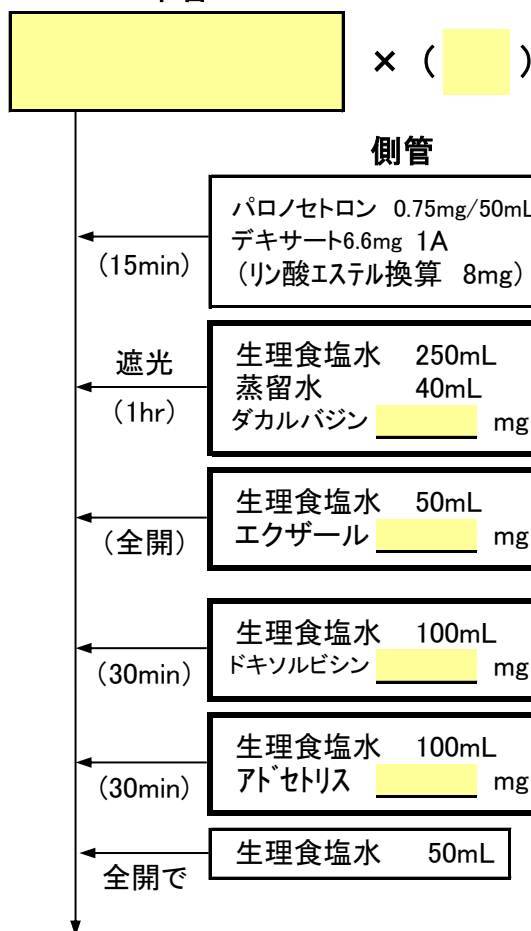 × ( )
側管
パロノセトロン 0.75mg/50mL
デキサート6.6mg 1A
(リン酸エステル換算 8mg)
(15min)
生理食塩水 250mL
蒸留水 40mL
ダカルバジン mg
遮光
(1hr)
生理食塩水 50mL
エクザール mg
(全開)
生理食塩水 100mL
ドキソルビシン mg
(30min)
生理食塩水 100mL
アドセトリス mg
(30min)
生理食塩水 50mL
全開で